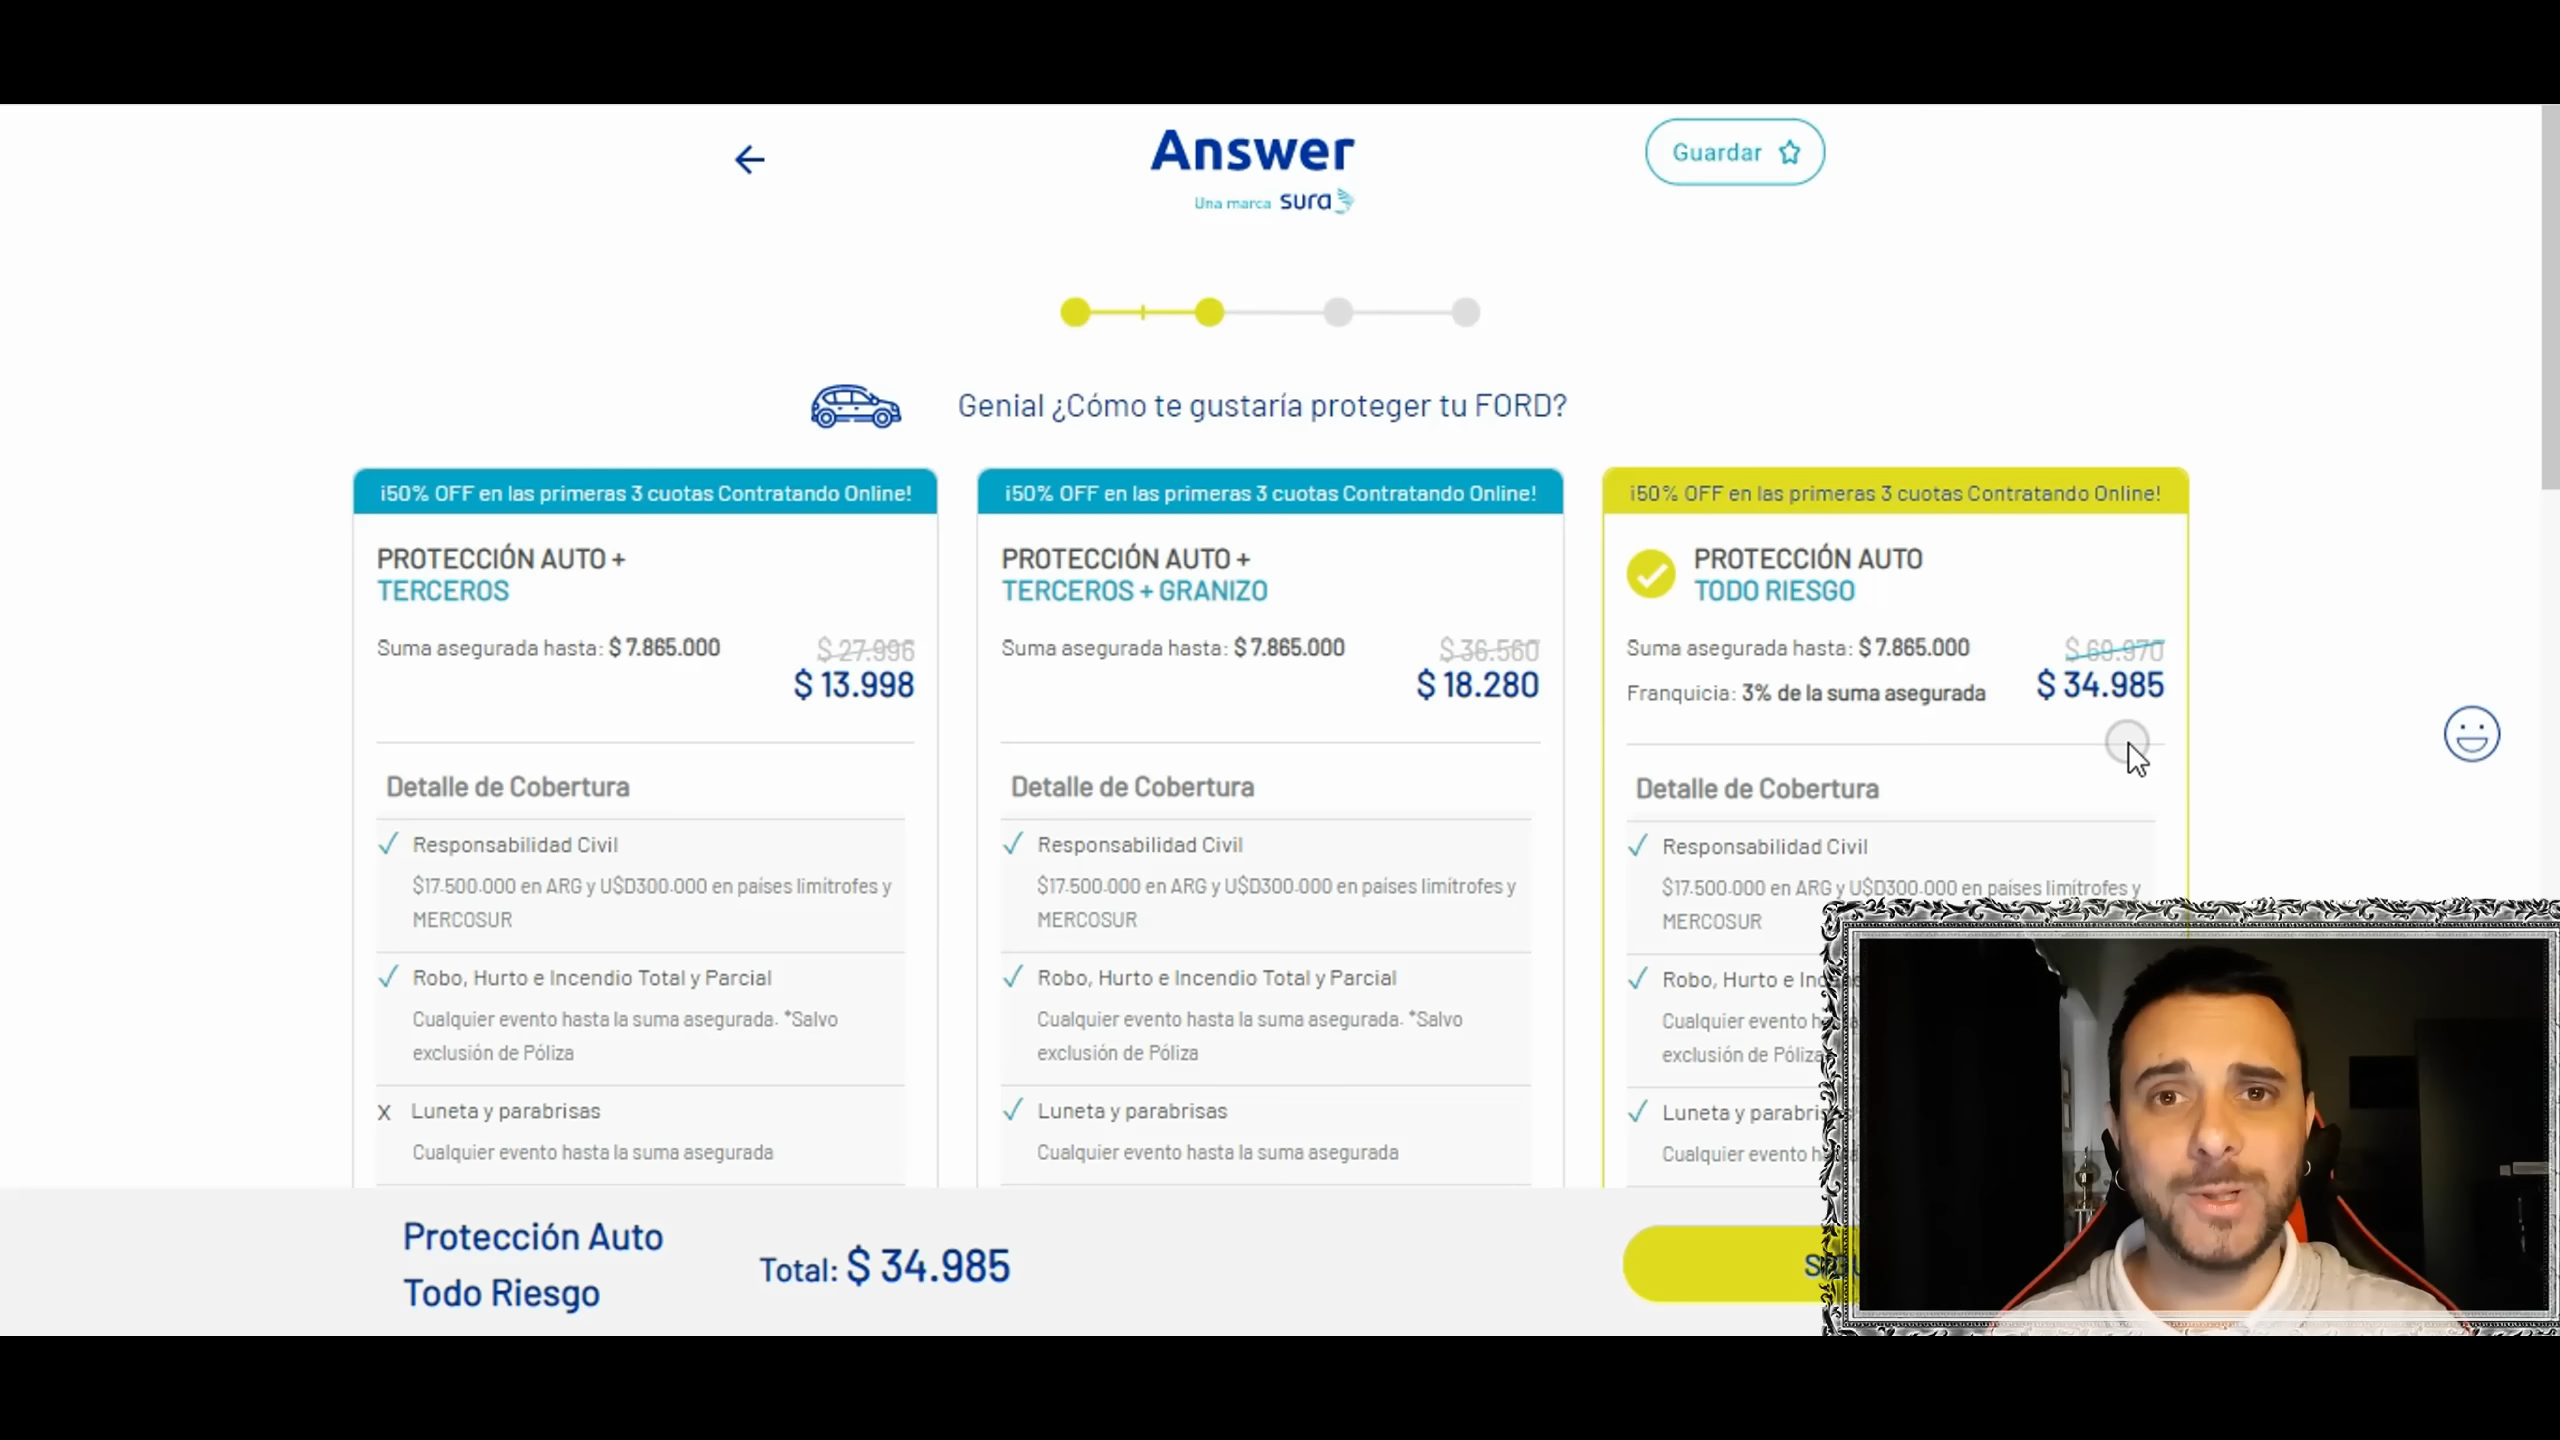 Answer
Una marca sura
Guardar
Genial ¿Cómo te gustaría proteger tu FORD?
¡50% OFF en las primeras 3 cuotas Contratando Online!
PROTECCIÓN AUTO +
TERCEROS
Suma asegurada hasta: $ 7.865.000
$ 27.996
$ 13.998
Detalle de Cobertura
Responsabilidad Civil
$17.500.000 en ARG y U$D300.000 en países limítrofes y
MERCOSUR
Robo, Hurto e Incendio Total y Parcial
Cualquier evento hasta la suma asegurada. *Salvo
exclusión de Póliza
X Luneta y parabrisas
Cualquier evento hasta la suma asegurada
¡50% OFF en las primeras 3 cuotas Contratando Online!
PROTECCIÓN AUTO +
TERCEROS + GRANIZO
Suma asegurada hasta: $ 7.865.000
$ 36.560
$ 18.280
Detalle de Cobertura
Responsabilidad Civil
$17.500.000 en ARG y U$D300.000 en países limítrofes y
MERCOSUR
Robo, Hurto e Incendio Total y Parcial
Cualquier evento hasta la suma asegurada. *Salvo
exclusión de Póliza
Luneta y parabrisas
Cualquier evento hasta la suma asegurada
¡50% OFF en las primeras 3 cuotas Contratando Online!
PROTECCIÓN AUTO
TODO RIESGO
Suma asegurada hasta: $ 7.865.000
$ 69.970
Franquicia: 3% de la suma asegurada
$ 34.985
Detalle de Cobertura
Responsabilidad Civil
$17.500.000 en ARG y U$D300.000 en países limítrofes y
MERCOSUR
Robo, Hurto e
Cualquier evento
exclusión de Póliza
Luneta y
Cualquier evento
Protección Auto
Todo Riesgo
Total: $ 34.985